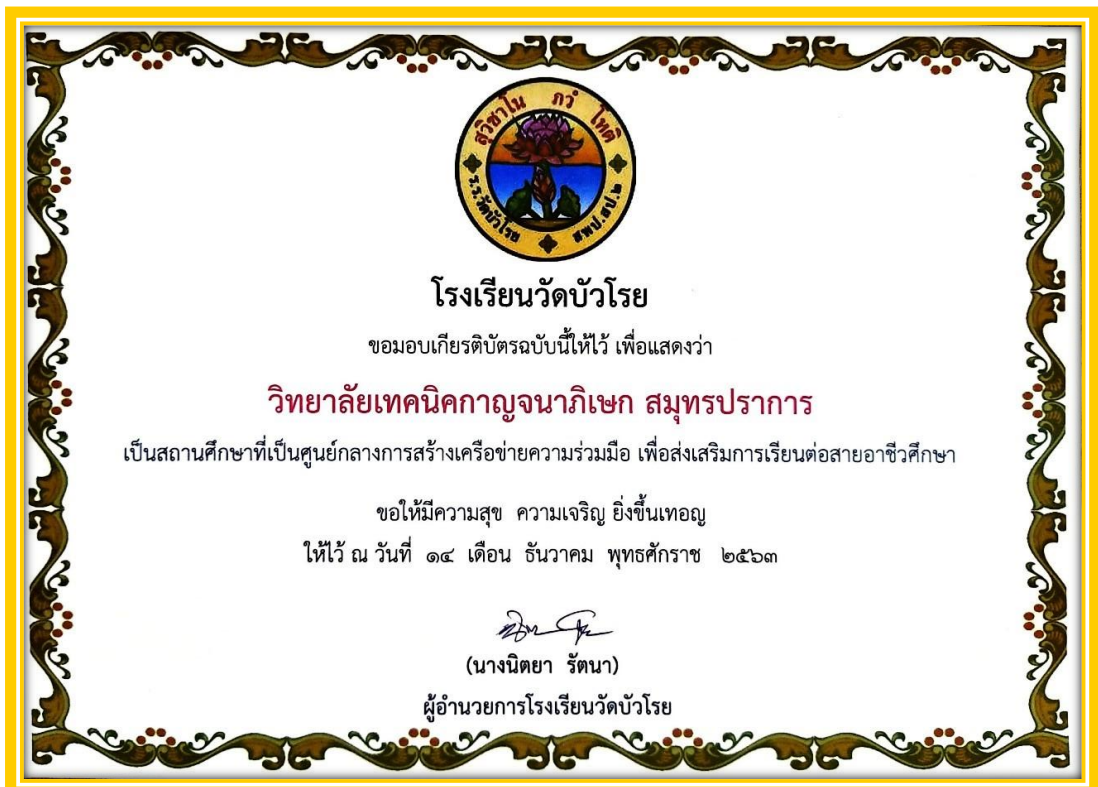 สุวิชาโน ภวํ โหติ
ร.ร.วัดบัวโรย สพป.สป.๒
โรงเรียนวัดบัวโรย
ขอมอบเกียรติบัตรฉบับนี้ให้ไว้ เพื่อแสดงว่า
วิทยาลัยเทคนิคกาญจนาภิเษก สมุทรปราการ
เป็นสถานศึกษาที่เป็นศูนย์กลางการสร้างเครือข่ายความร่วมมือ เพื่อส่งเสริมการเรียนต่อสายอาชีวศึกษา
ขอให้มีความสุข ความเจริญ ยิ่งขึ้นเทอญ
ให้ไว้ ณ วันที่ ๑๔ เดือน ธันวาคม พุทธศักราช ๒๕๖๓
(นางนิตยา รัตนา)
ผู้อำนวยการโรงเรียนวัดบัวโรย